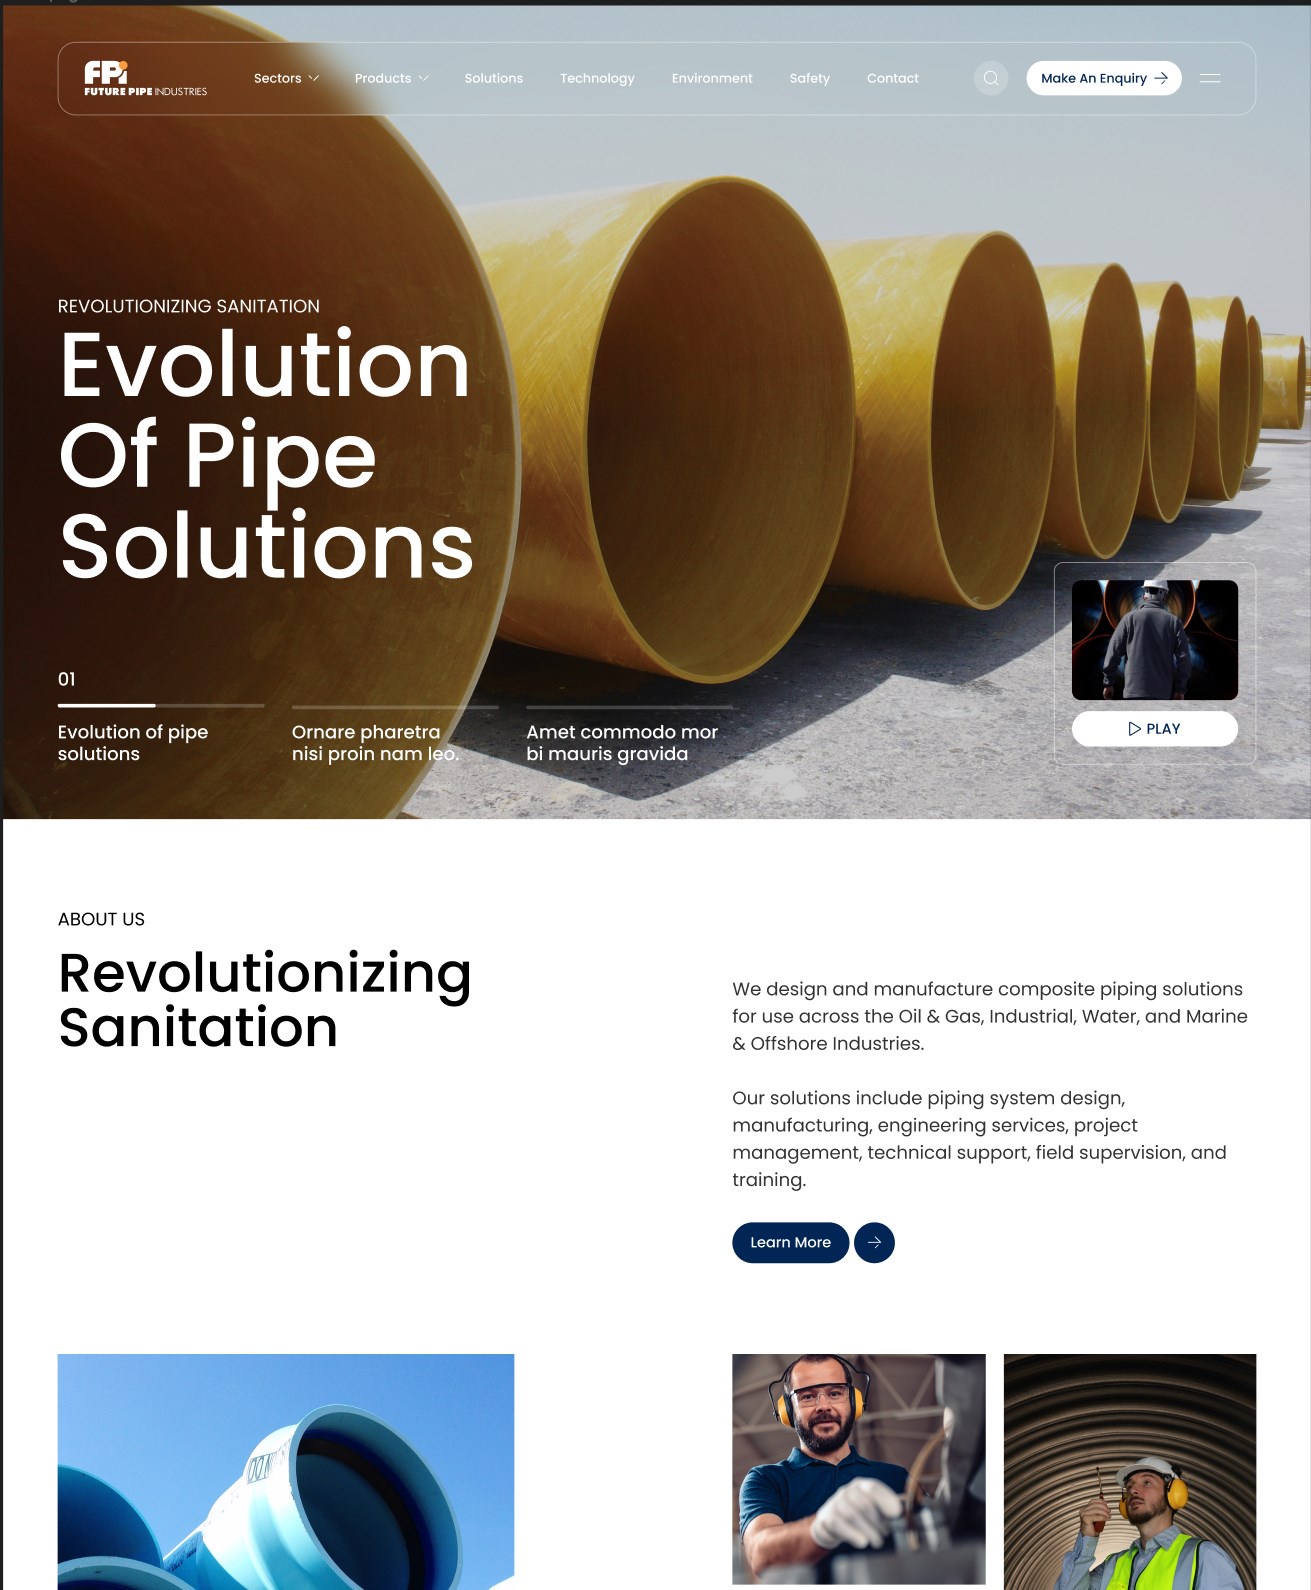 FPi
FUTURE PIPE INDUSTRIES
Sectors
Products
Solutions
Technology
Environment
Safety
Contact
Make An Enquiry
REVOLUTIONIZING SANITATION
Evolution
Of Pipe
Solutions
01
Evolution of pipe
solutions
Ornare pharetra
nisi proin nam leo.
Amet commodo mor
bi mauris gravida
PLAY
ABOUT US
Revolutionizing
Sanitation
We design and manufacture composite piping solutions
for use across the Oil & Gas, Industrial, Water, and Marine
& Offshore Industries.
Our solutions include piping system design,
manufacturing, engineering services, project
management, technical support, field supervision, and
training.
Learn More